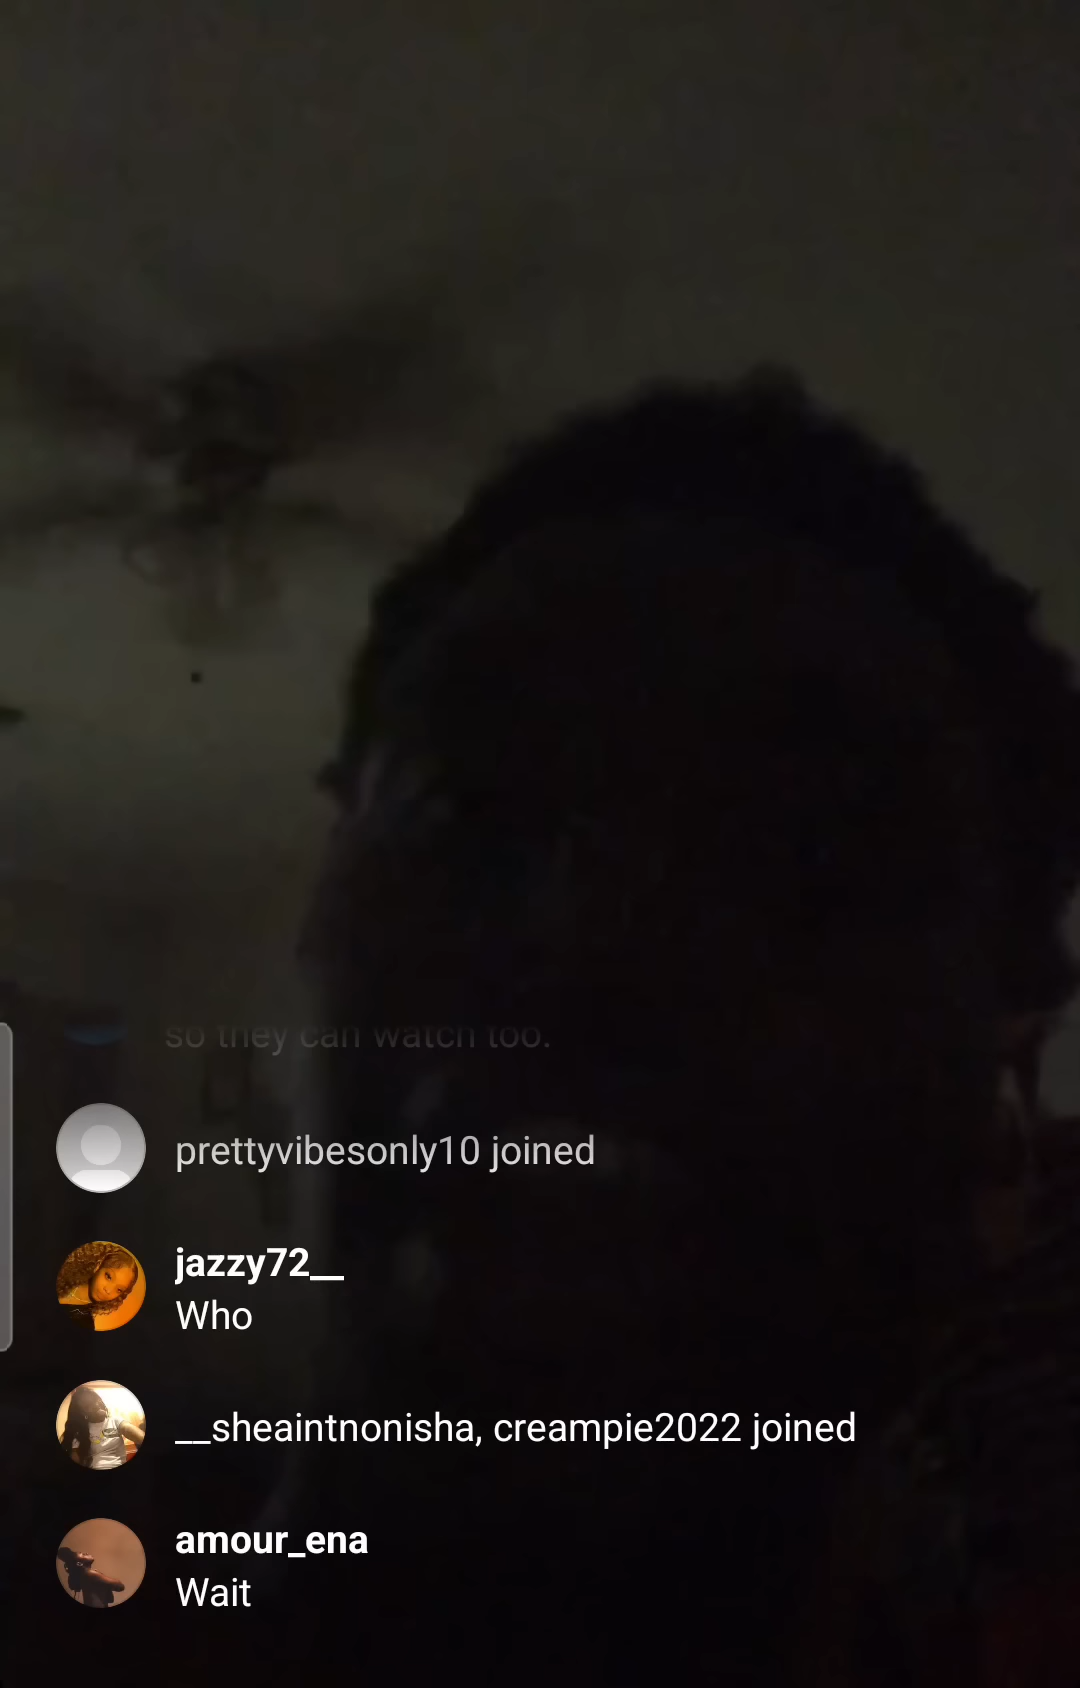 so they can watch too.
prettyvibesonly10 joined
jazzy72__
Who
__sheaintnonisha, creampie2022 joined
amour_ena
Wait